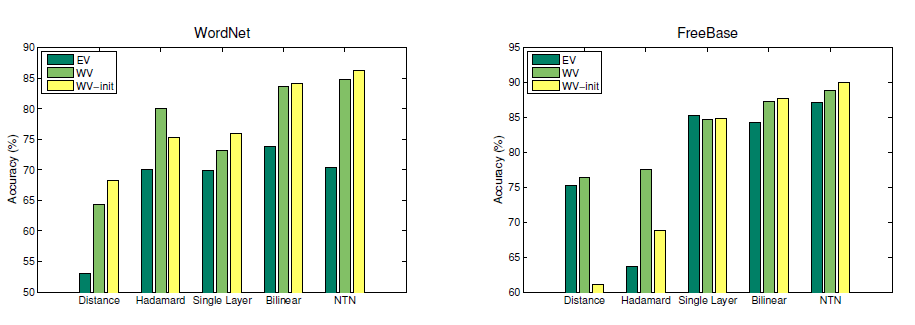 WordNet
90
85
80
75
70
65
60
55
50
Accuracy (%)
EV
WV
WV-init
Distance Hadamard Single Layer Bilinear NTN
FreeBase
95
90
85
80
75
70
65
60
Accuracy (%)
EV
WV
WV-init
Distance Hadamard Single Layer Bilinear NTN